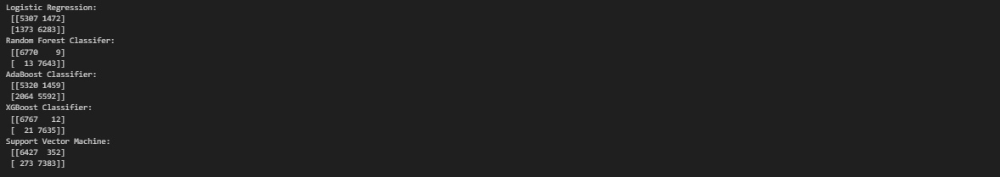 Logistic Regression:
[[5307 1472]
[1373 6283]]
Random Forest Classifer:
[[6770    9]
[  13 7643]]
AdaBoost Classifier:
[[5320 1459]
[2064 5592]]
XGBoost Classifier:
[[6767   12]
[  21 7635]]
Support Vector Machine:
[[6427  352]
[ 273 7383]]